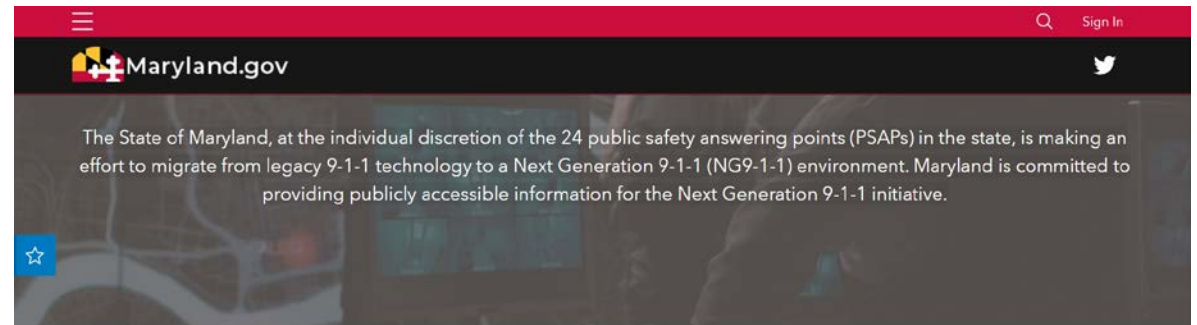 Sign In
Maryland.gov
The State of Maryland, at the individual discretion of the 24 public safety answering points (PSAPs) in the state, is making an
effort to migrate from legacy 9-1-1 technology to a Next Generation 9-1-1 (NG9-1-1) environment. Maryland is committed to
providing publicly accessible information for the Next Generation 9-1-1 initiative.